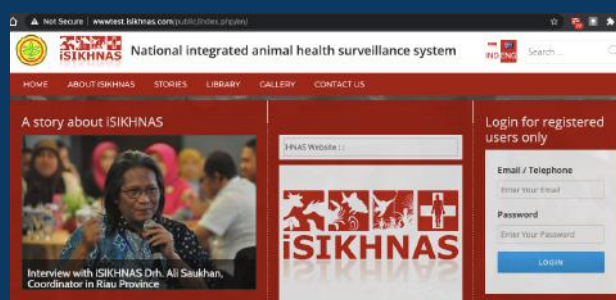 Not Secure | wwwtest.isikhnas.com/public/index.php/en/
iSIKHNAS
National integrated animal health surveillance system
IND ENG
Search ...
HOME ABOUT ISIKHNAS STORIES LIBRARY GALLERY CONTACT US
A story about iSIKHNAS
Interview with iSIKHNAS Drh. Ali Saukhan,
Coordinator in Riau Province
HNAS Website : :
iSIKHNAS
Login for registered
users only
Email / Telephone
Enter Your Email
Password
Enter Your Password
LOGIN